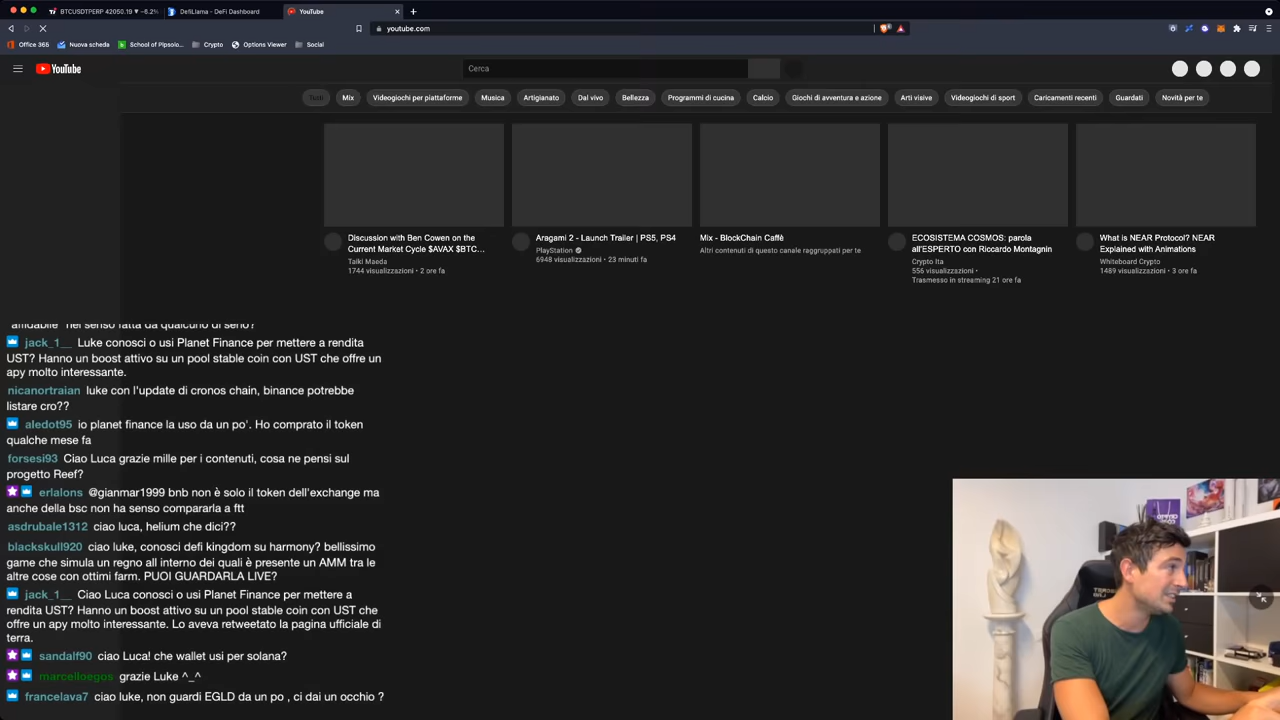 BTCUSDTPERP 42050.19 ▼ −6.2%
DefiLlama - DeFi Dashboard
YouTube
youtube.com
Office 365
Nuova scheda
School of Pipsolo...
Crypto
Options Viewer
Social
YouTube
Cerca
Tutti
Mix
Videogiochi per piattaforme
Musica
Artigianato
Dal vivo
Bellezza
Programmi di cucina
Calcio
Giochi di avventura e azione
Arti visive
Videogiochi di sport
Caricamenti recenti
Guardati
Novità per te
Discussion with Ben Cowen on the
Current Market Cycle $AVAX $BTC...
Taiki Maeda
1744 visualizzazioni • 2 ore fa
Aragami 2 - Launch Trailer | PS5, PS4
PlayStation
6948 visualizzazioni • 23 minuti fa
Mix - BlockChain Caffè
Altri contenuti di questo canale raggruppati per te
ECOSISTEMA COSMOS: parola
all'ESPERTO con Riccardo Montagnin
Crypto Ita
556 visualizzazioni •
Trasmesso in streaming 21 ore fa
What is NEAR Protocol? NEAR
Explained with Animations
Whiteboard Crypto
1489 visualizzazioni • 3 ore fa
"affidabile" nel senso fatta da qualcuno di serio?
jack_1__ Luke conosci o usi Planet Finance per mettere a rendita
UST? Hanno un boost attivo su un pool stable coin con UST che offre un
apy molto interessante.
nicanortraian luke con l'update di cronos chain, binance potrebbe
listare cro??
aledot95 io planet finance la uso da un po'. Ho comprato il token
qualche mese fa
forsesi93 Ciao Luca grazie mille per i contenuti, cosa ne pensi sul
progetto Reef?
erlalons @gianmar1999 bnb non è solo il token dell'exchange ma
anche della bsc non ha senso compararla a ftt
asdrubale1312 ciao luca, helium che dici??
blackskull920 ciao luke, conosci defi kingdom su harmony? bellissimo
game che simula un regno all interno dei quali è presente un AMM tra le
altre cose con ottimi farm. PUOI GUARDARLA LIVE?
jack_1__ Ciao Luca conosci o usi Planet Finance per mettere a
rendita UST? Hanno un boost attivo su un pool stable coin con UST che
offre un apy molto interessante. Lo aveva retweetato la pagina ufficiale di
terra.
sandalf90 ciao Luca! che wallet usi per solana?
marcelloegos grazie Luke ^_^
francelava7 ciao luke, non guardi EGLD da un po , ci dai un occhio ?